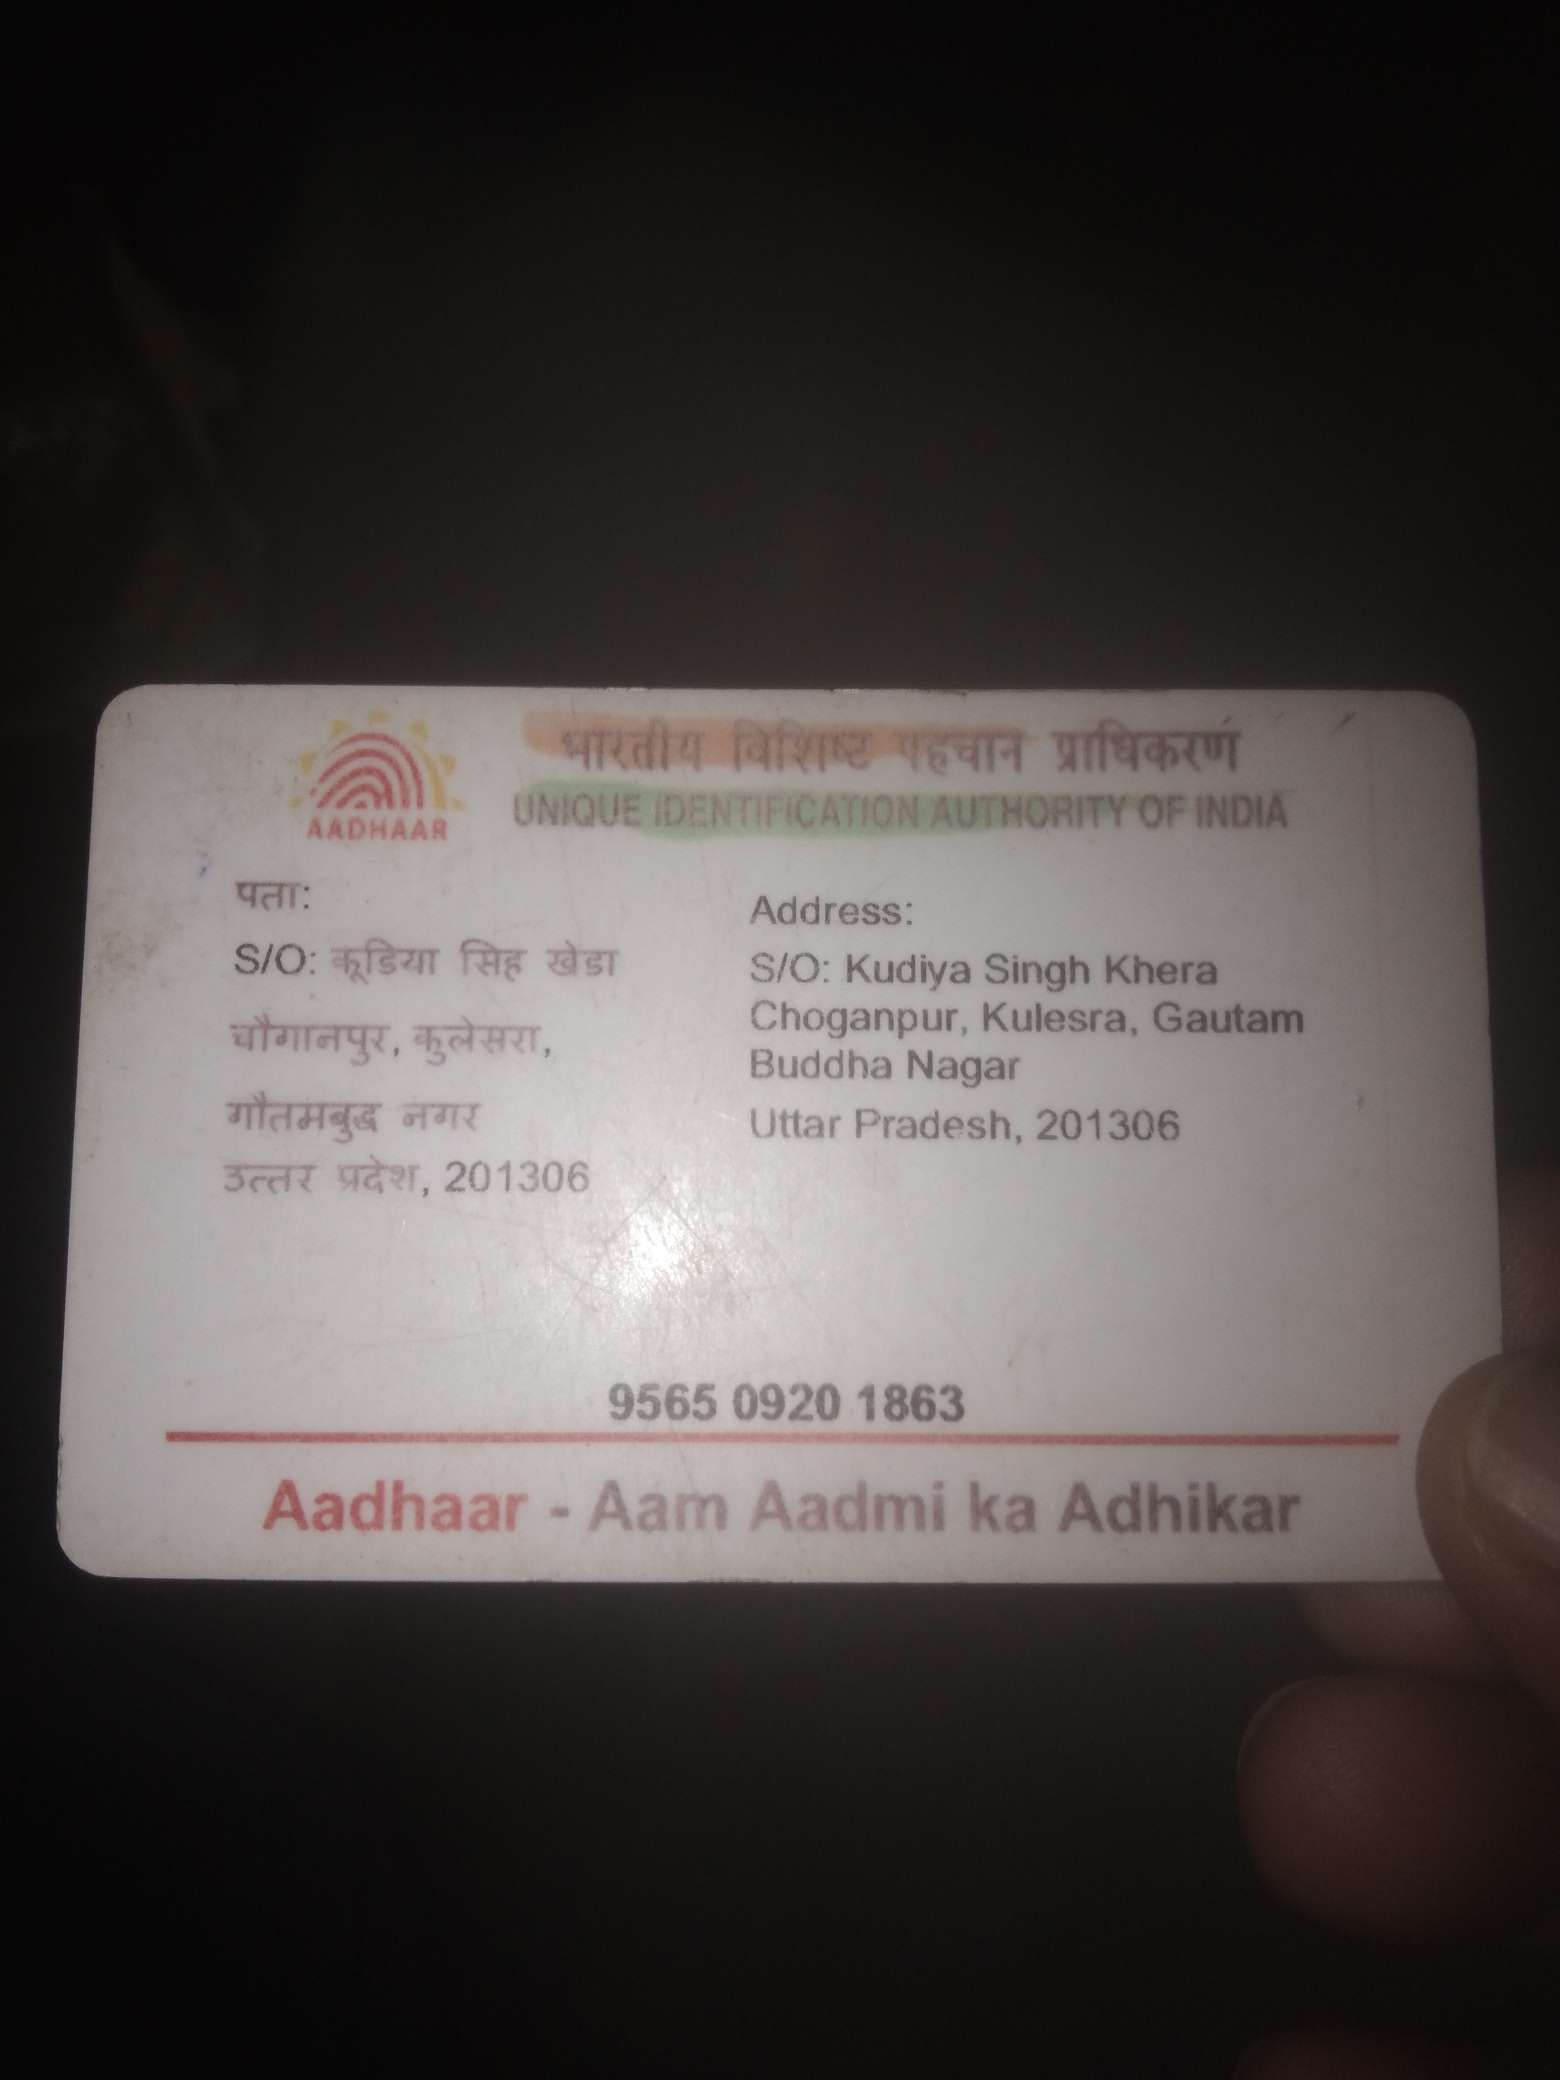 भारतीय विशिष्ट पहचान प्राधिकरण
UNIQUE IDENTIFICATION AUTHORITY OF INDIA
AADHAAR
पता:
S/O: कूडिया सिह खेडा
चौगानपुर, कुलेसरा,
गौतमबुद्ध नगर
उत्तर प्रदेश, 201306
Address:
S/O: Kudiya Singh Khera
Choganpur, Kulesra, Gautam
Buddha Nagar
Uttar Pradesh, 201306
9565 0920 1863
Aadhaar - Aam Aadmi ka Adhikar